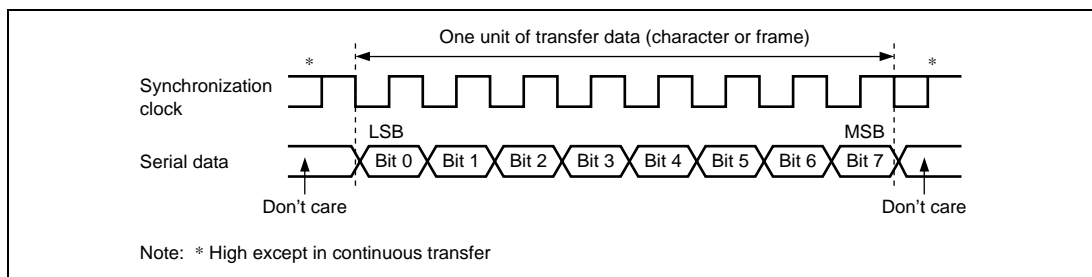 One unit of transfer data (character or frame)
* *
Synchronization
clock
LSB MSB
Serial data Bit 0 Bit 1 Bit 2 Bit 3 Bit 4 Bit 5 Bit 6 Bit 7
Don't care Don't care
Note: * High except in continuous transfer